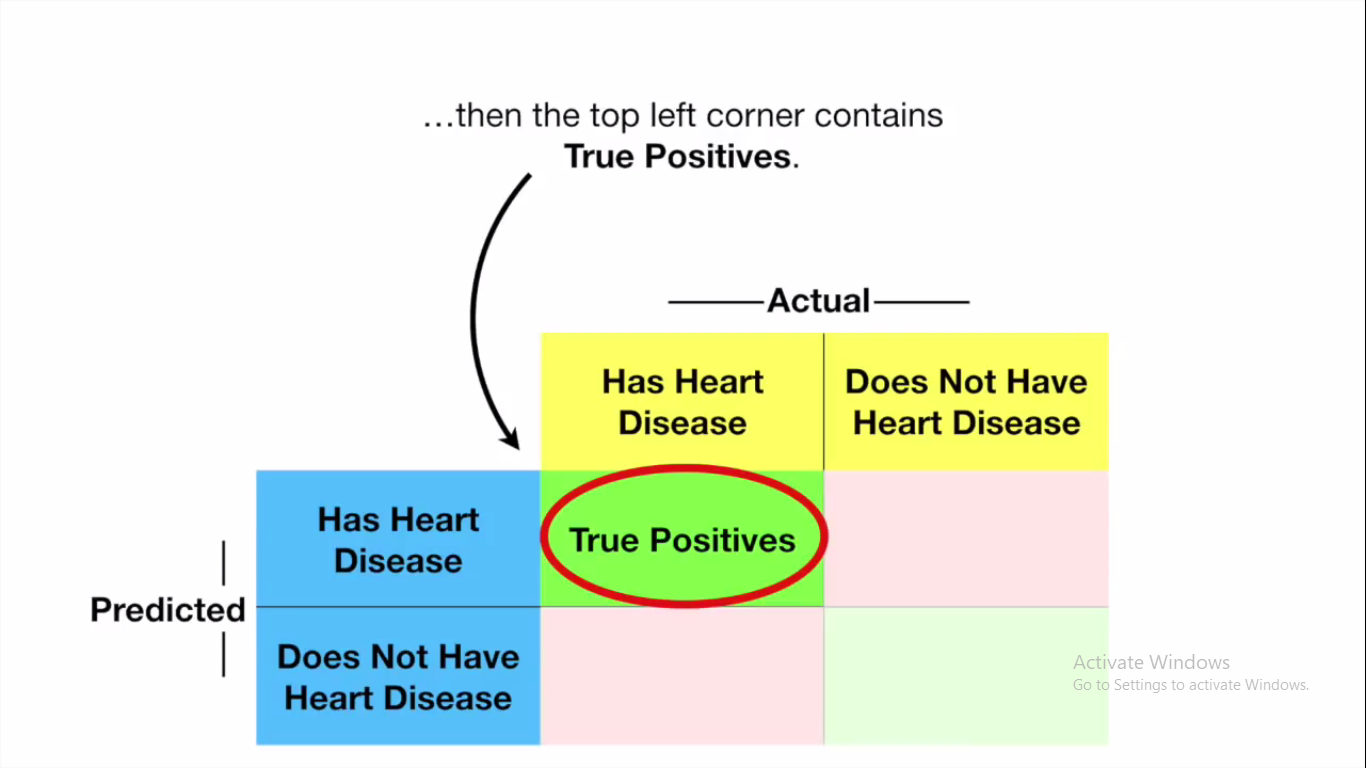 ...then the top left corner contains
True Positives.
Actual
Has Heart
Disease
Does Not Have
Heart Disease
Has Heart
Disease
True Positives
Predicted
Does Not Have
Heart Disease
Activate Windows
Go to Settings to activate Windows.